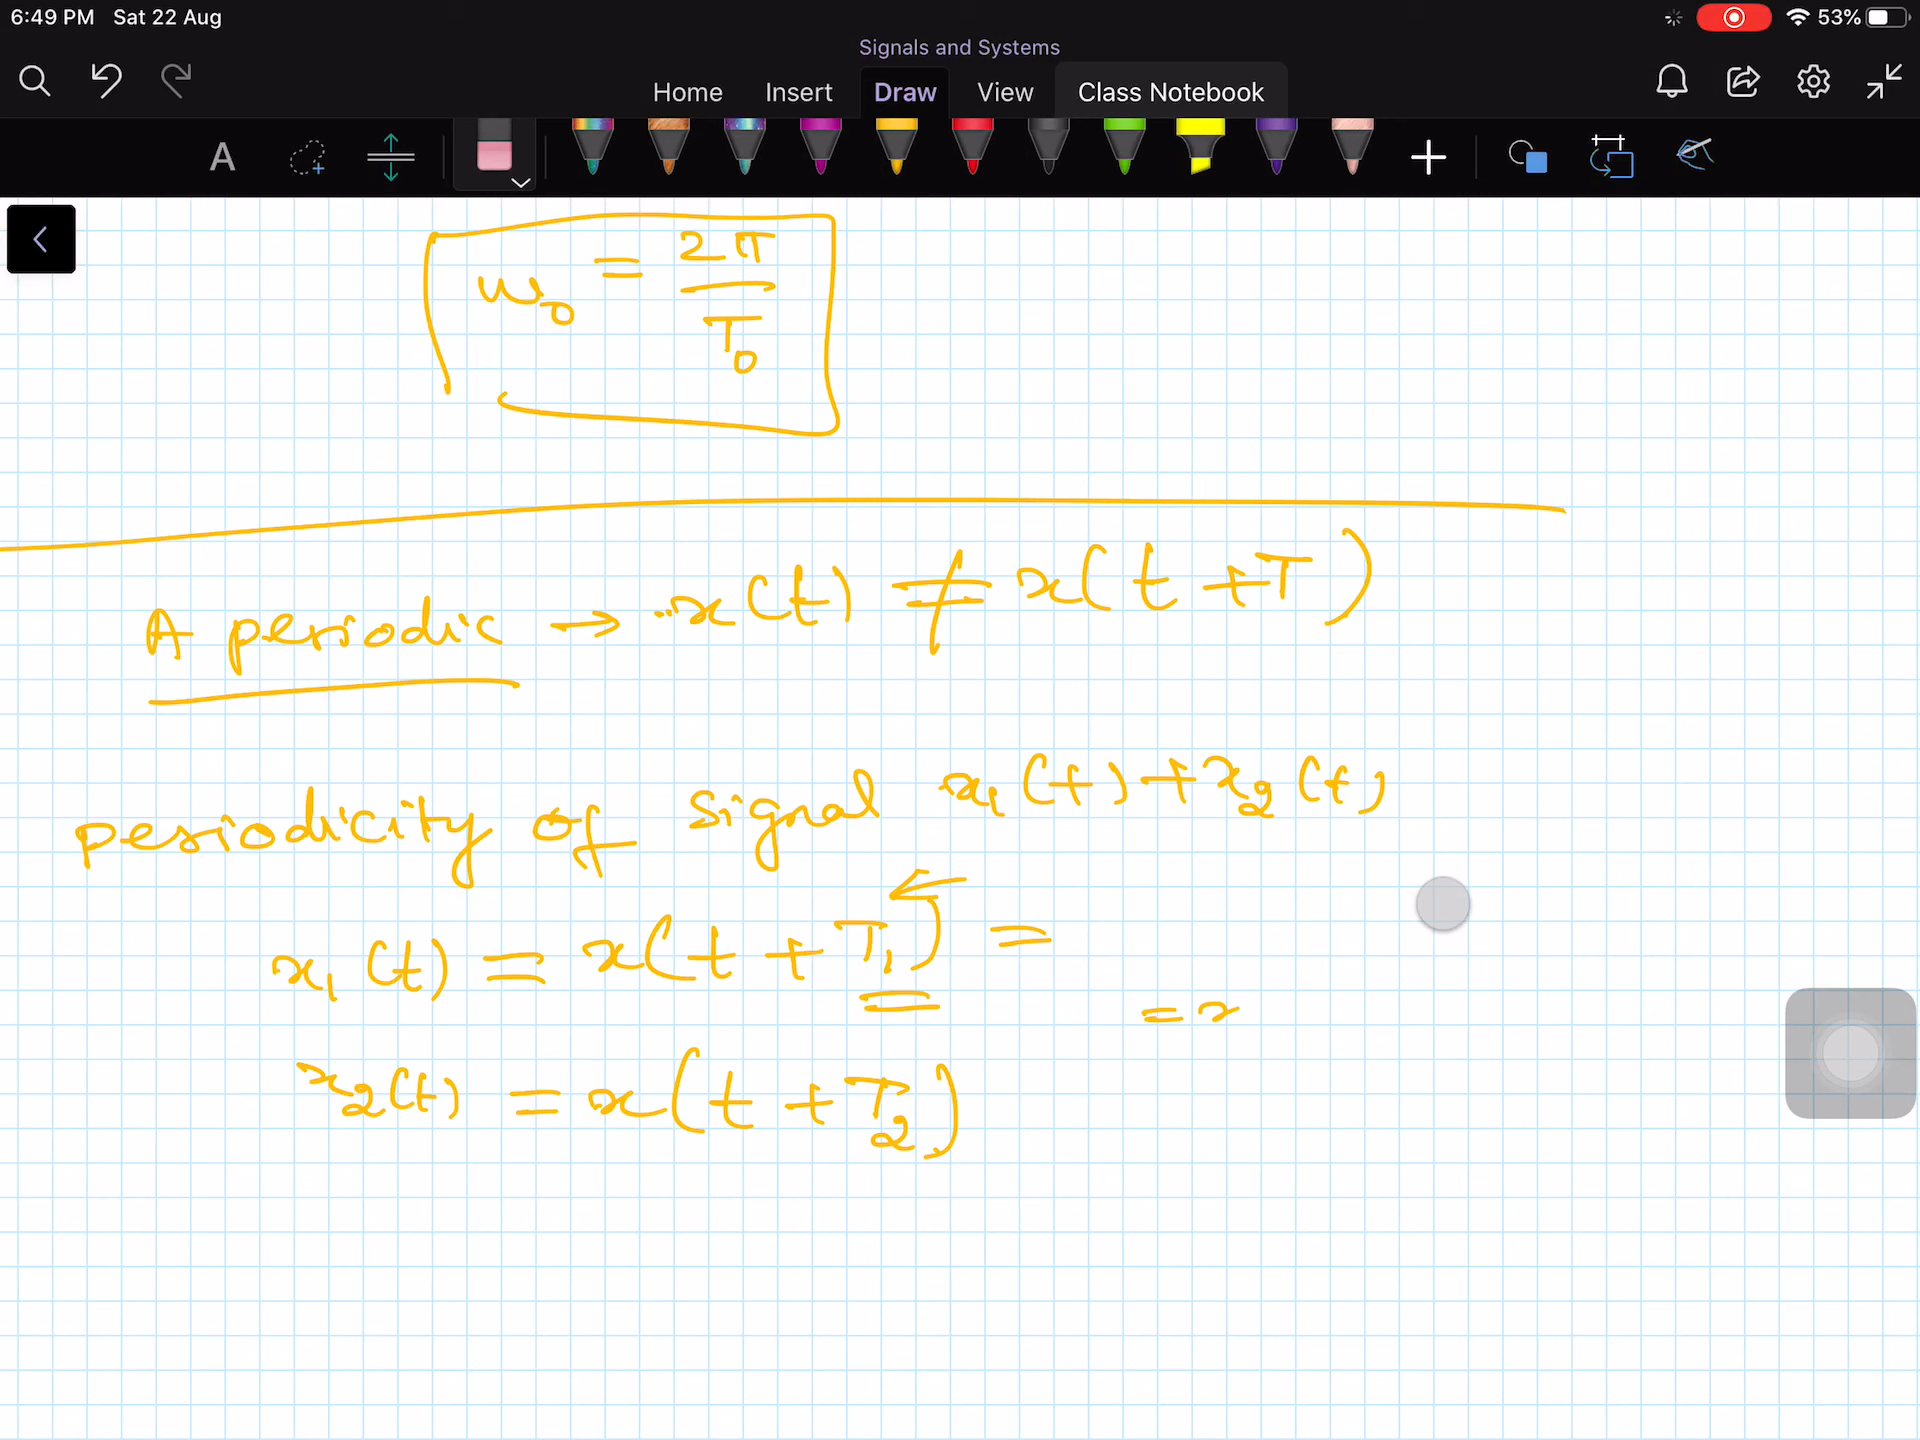 6:49 PM Sat 22 Aug 53%
Signals and Systems
Home Insert Draw View Class Notebook
A
ω₀ = 2π / T₀
A periodic → x(t) ≠ x(t + T)
periodicity of signal x₁(t) + x₂(t)
x₁(t) = x(t + T₁) =
= x
x₂(t) = x(t + T₂)